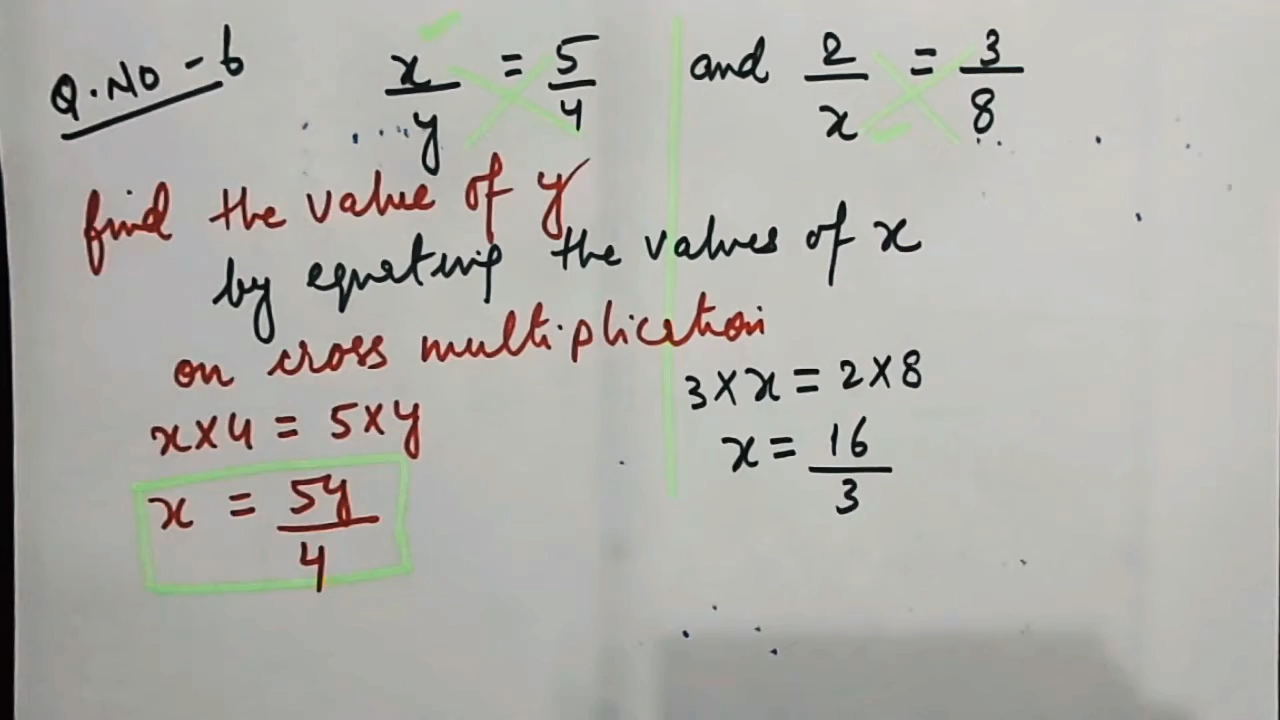 Q.NO - 6 x/y = 5/4 and 2/x = 3/8
find the value of y
by equating the values of x
on cross multiplication
x×4 = 5×y
x = 5y/4
3×x = 2×8
x = 16/3